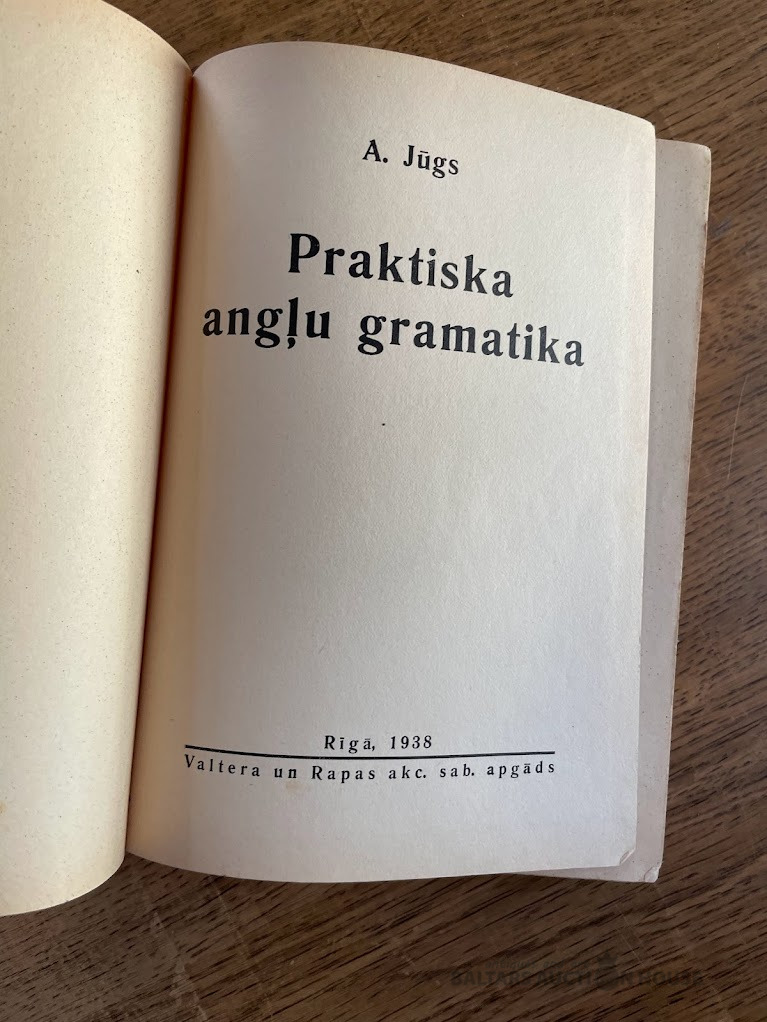 A. Jūgs
Praktiska
angļu gramatika
Rīgā, 1938
Valtera un Rapas akc. sab. apgāds